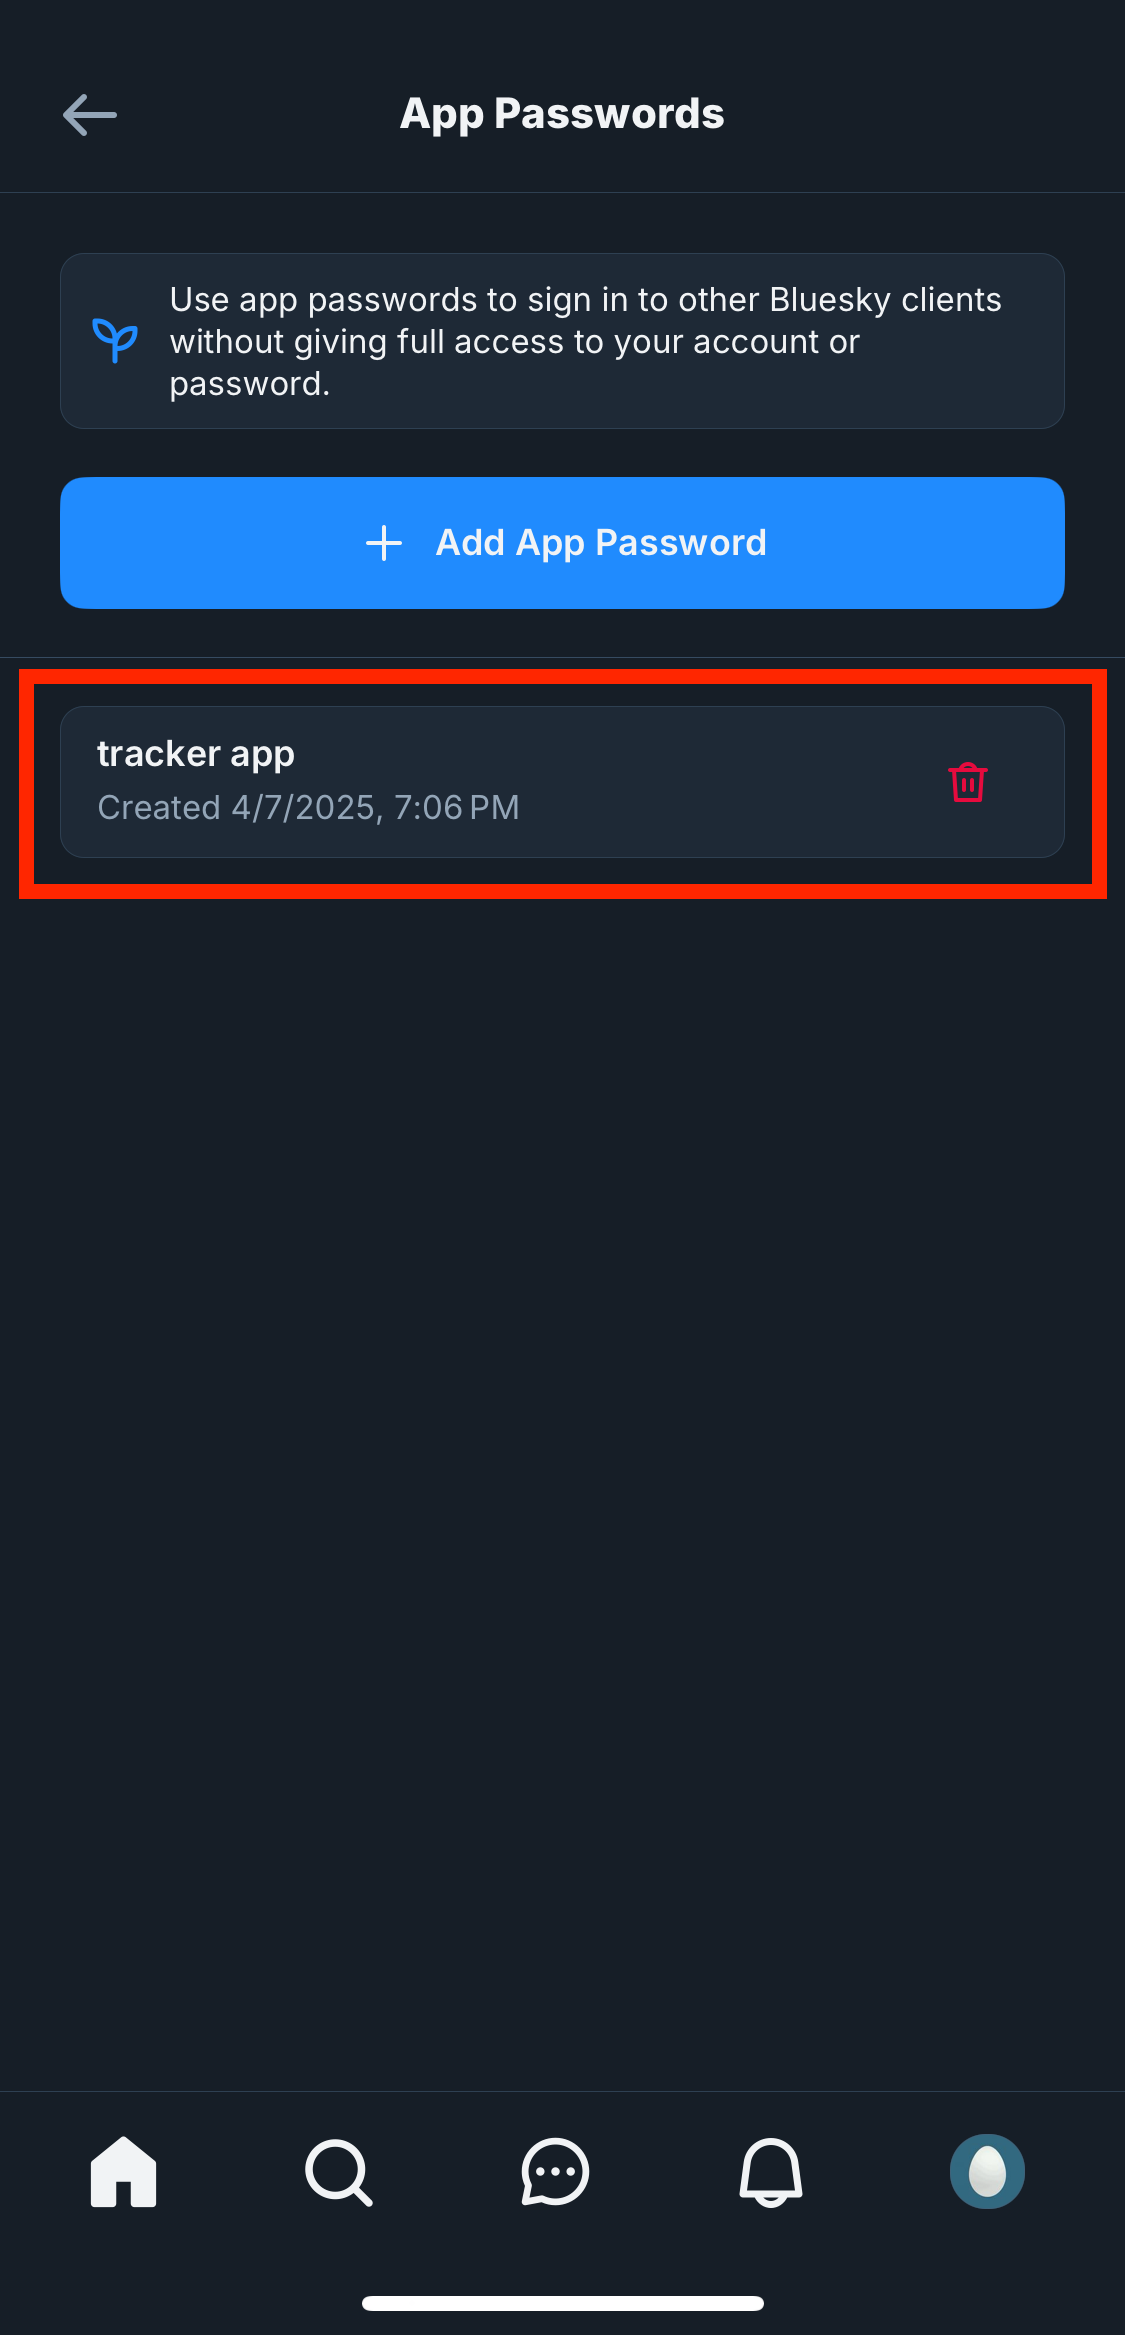 App Passwords
Use app passwords to sign in to other Bluesky clients
without giving full access to your account or
password.
Add App Password
tracker app
Created 4/7/2025, 7:06 PM